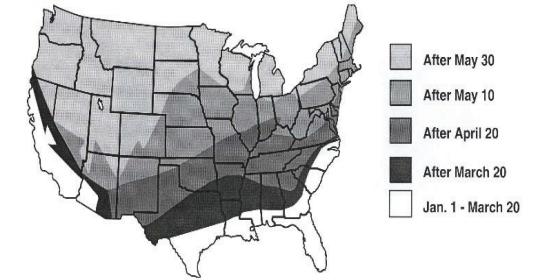 After May 30
After May 10
After April 20
After March 20
Jan. 1 - March 20